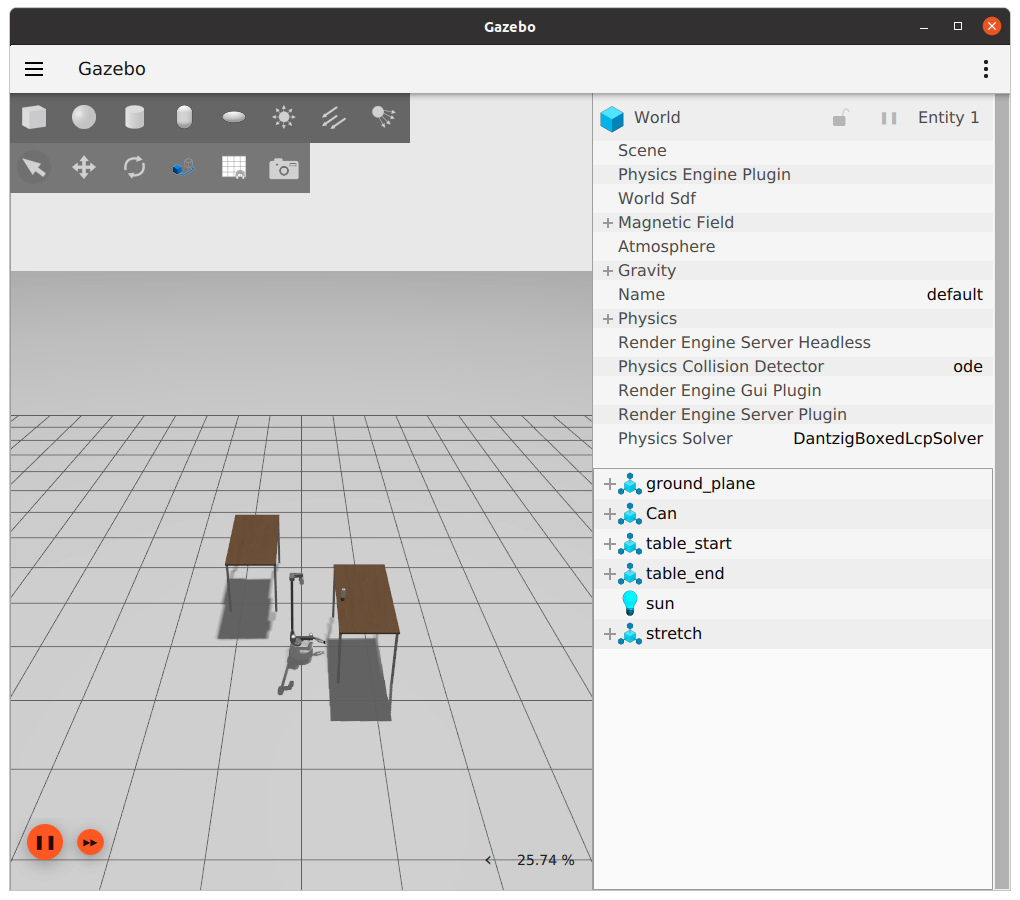 Gazebo
Gazebo
World Entity 1
Scene
Physics Engine Plugin
World Sdf
Magnetic Field
Atmosphere
Gravity
Name default
Physics
Render Engine Server Headless
Physics Collision Detector ode
Render Engine Gui Plugin
Render Engine Server Plugin
Physics Solver DantzigBoxedLcpSolver
ground_plane
Can
table_start
table_end
sun
stretch
25.74 %